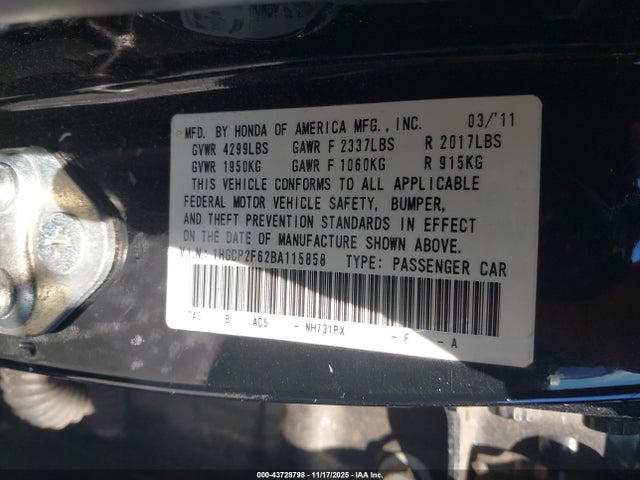 MFD. BY HONDA OF AMERICA MFG., INC. 03/'11
GVWR 4299LBS GAWR F 2337LBS R 2017LBS
GVWR 1950KG GAWR F 1060KG R 915KG
THIS VEHICLE CONFORMS TO ALL APPLICABLE
FEDERAL MOTOR VEHICLE SAFETY, BUMPER,
AND THEFT PREVENTION STANDARDS IN EFFECT
ON THE DATE OF MANUFACTURE SHOWN ABOVE.
V.I.N.: 1HGCP2F62BA115858 TYPE: PASSENGER CAR
B AC5 - NH731PX - F - A
000-43728798 - 11/17/2025 - IAA Inc.